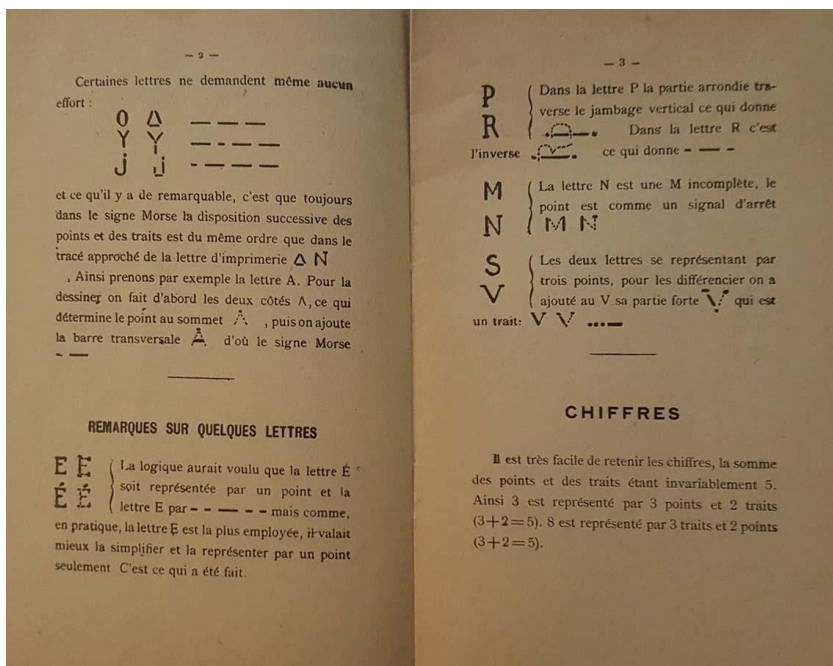 — 2 —
Certaines lettres ne demandent même aucun
effort :
O
Y
J
et ce qu'il y a de remarquable, c'est que toujours
dans le signe Morse la disposition successive des
points et des traits est du même ordre que dans le
tracé approché de la lettre d'imprimerie Δ N
, Ainsi prenons par exemple la lettre A. Pour la
dessiner on fait d'abord les deux côtés Λ, ce qui
détermine le point au sommet , puis on ajoute
la barre transversale d'où le signe Morse
- —
REMARQUES SUR QUELQUES LETTRES
E E
É É
La logique aurait voulu que la lettre É
soit représentée par un point et la
lettre E par - - — - - mais comme,
en pratique, la lettre E est la plus employée, il valait
mieux la simplifier et la représenter par un point
seulement C'est ce qui a été fait.
— 3 —
P
R
Dans la lettre P la partie arrondie tra-
verse le jambage vertical ce qui donne
Dans la lettre R c'est
l'inverse ce qui donne - — -
M
N
La lettre N est une M incomplète, le
point est comme un signal d'arrêt
M N
S
V
Les deux lettres se représentant par
trois points, pour les différencier on a
ajouté au V sa partie forte V qui est
un trait: V V ...—
CHIFFRES
Il est très facile de retenir les chiffres, la somme
des points et des traits étant invariablement 5.
Ainsi 3 est représenté par 3 points et 2 traits
(3+2=5). 8 est représenté par 3 traits et 2 points
(3+2=5).